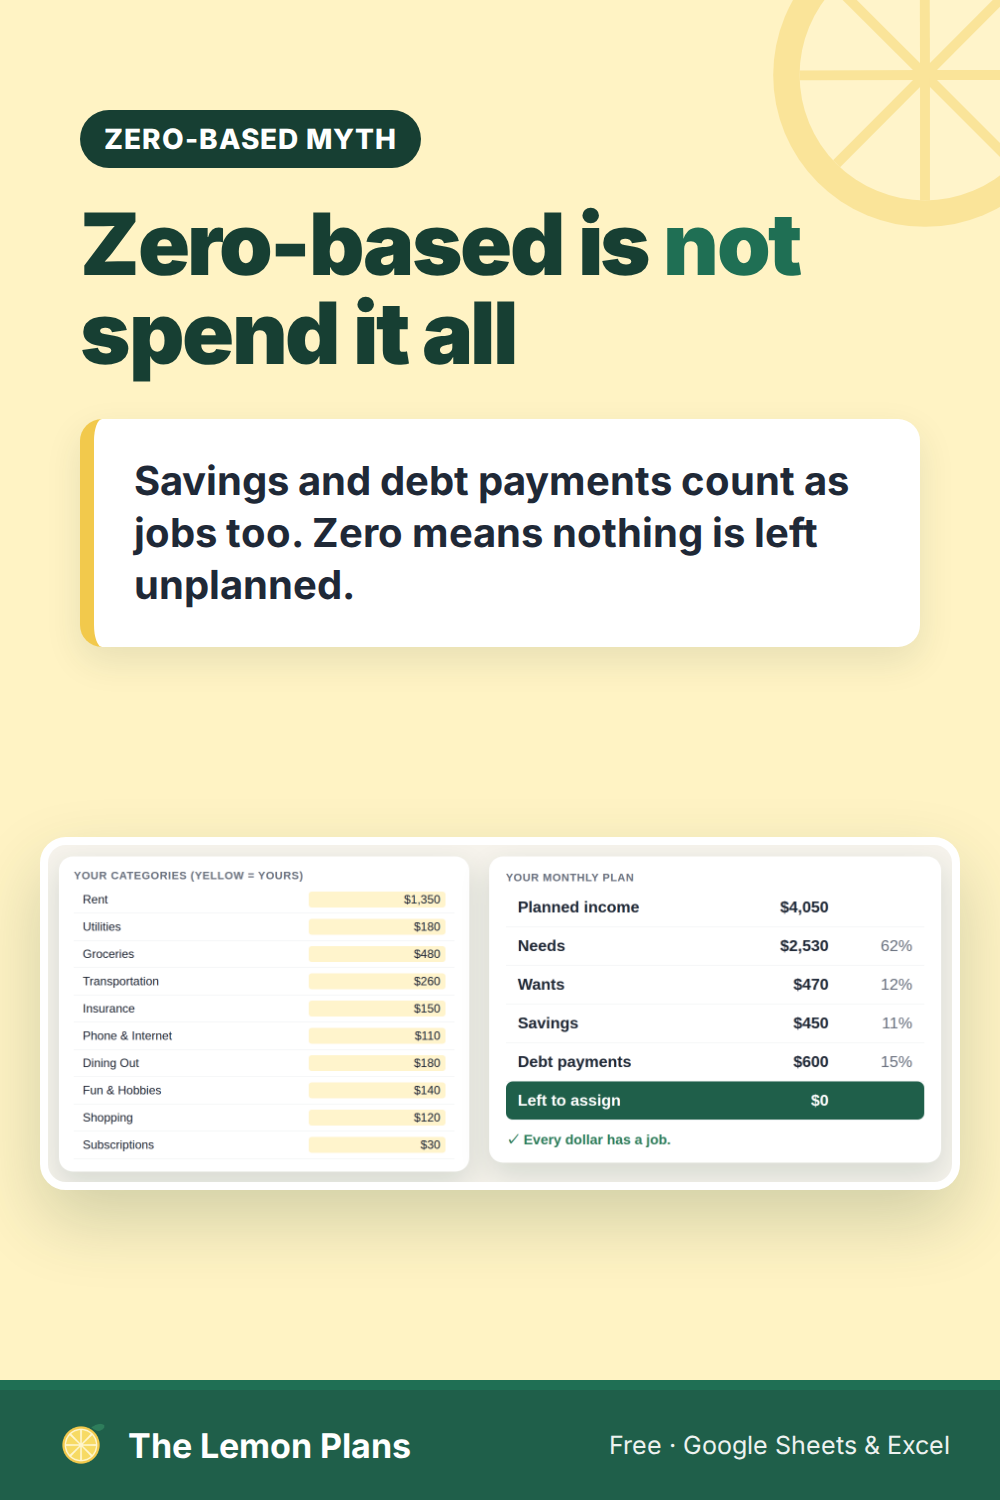 ZERO-BASED MYTH
Zero-based is not
spend it all
Savings and debt payments count as
jobs too. Zero means nothing is left
unplanned.
YOUR CATEGORIES (YELLOW = YOURS)
Rent $1,350
Utilities $180
Groceries $480
Transportation $260
Insurance $150
Phone & Internet $110
Dining Out $180
Fun & Hobbies $140
Shopping $120
Subscriptions $30
YOUR MONTHLY PLAN
Planned income $4,050
Needs $2,530 62%
Wants $470 12%
Savings $450 11%
Debt payments $600 15%
Left to assign $0
✓ Every dollar has a job.
The Lemon Plans
Free · Google Sheets & Excel